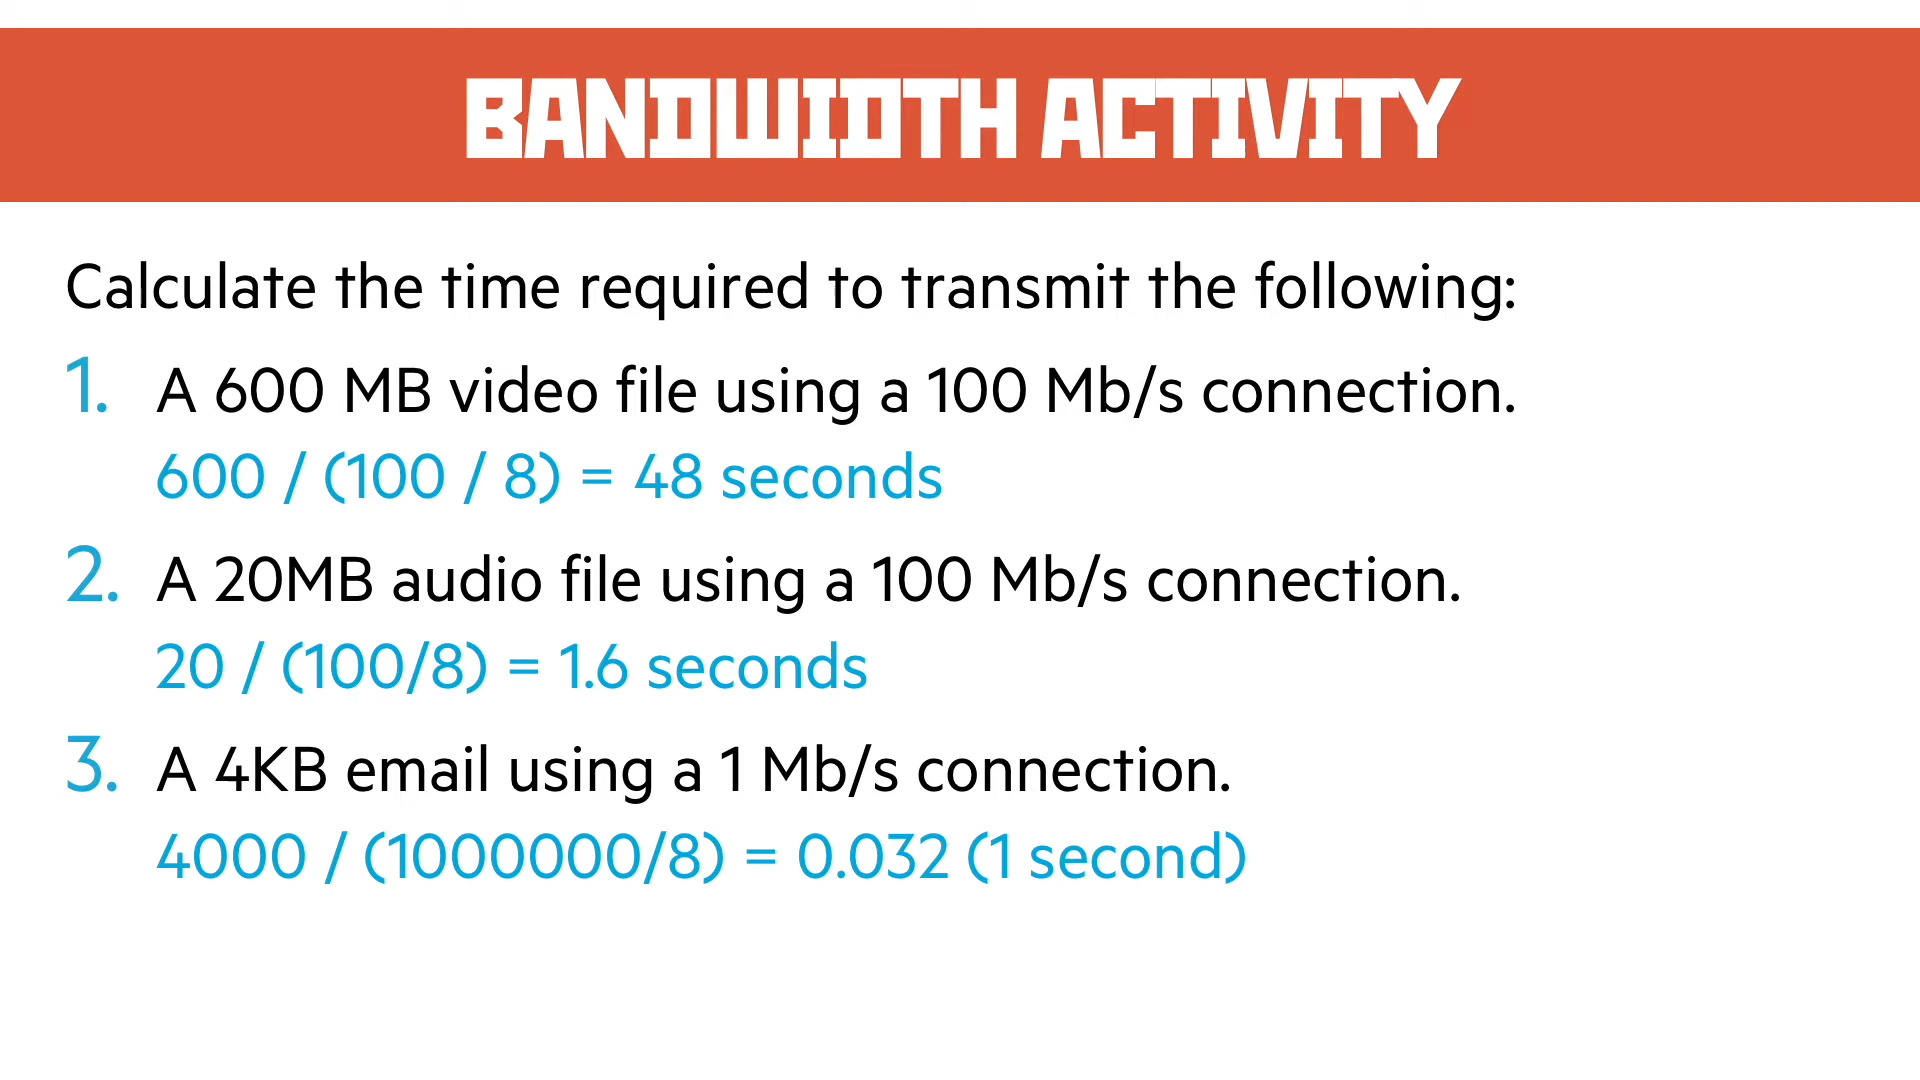 BANDWIDTH ACTIVITY
Calculate the time required to transmit the following:
1. A 600 MB video file using a 100 Mb/s connection.
600 / (100 / 8) = 48 seconds
2. A 20MB audio file using a 100 Mb/s connection.
20 / (100/8) = 1.6 seconds
3. A 4KB email using a 1 Mb/s connection.
4000 / (1000000/8) = 0.032 (1 second)